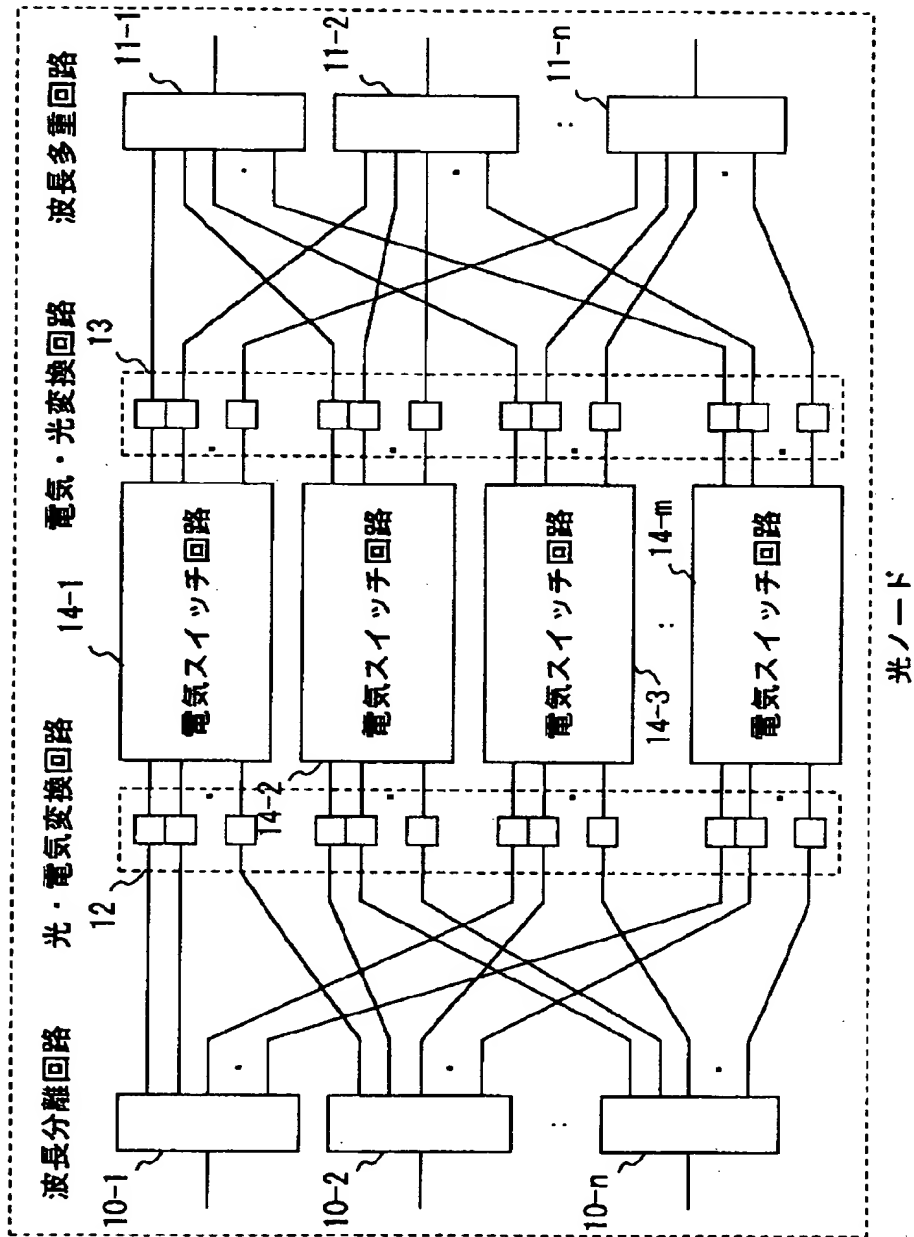 波長分離回路
光・電気変換回路
14-1
電気・光変換回路
波長多重回路
10-1
12
13
11-1
電気スイッチ回路
14-2
10-2
電気スイッチ回路
11-2
電気スイッチ回路
14-3
:
14-m
:
10-n
:
11-n
電気スイッチ回路
光ノード